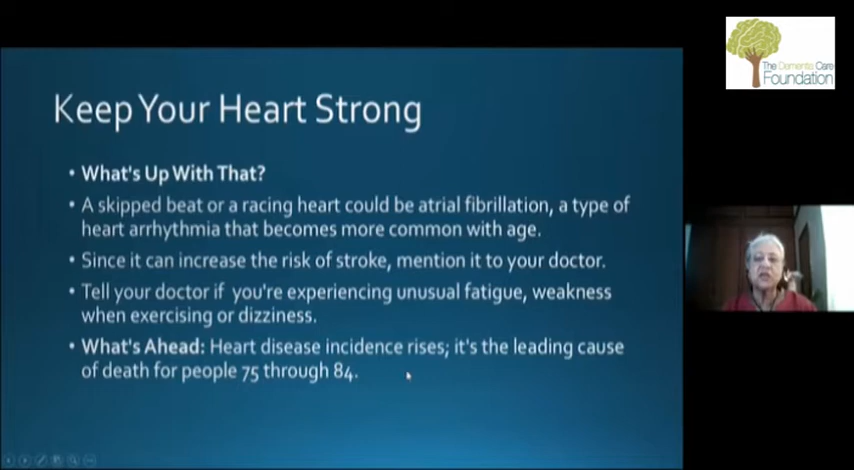 The Dementia Care
Foundation
Keep Your Heart Strong
• What's Up With That?
• A skipped beat or a racing heart could be atrial fibrillation, a type of
heart arrhythmia that becomes more common with age.
• Since it can increase the risk of stroke, mention it to your doctor.
• Tell your doctor if you're experiencing unusual fatigue, weakness
when exercising or dizziness.
• What's Ahead: Heart disease incidence rises; it's the leading cause
of death for people 75 through 84.